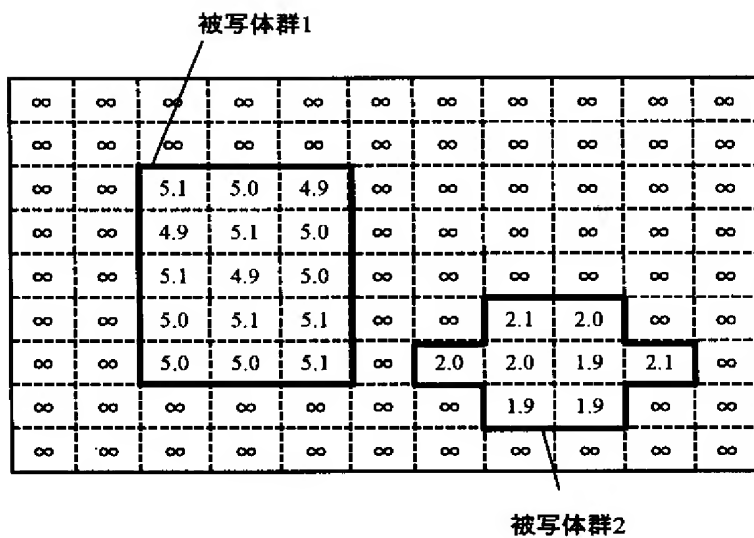 被写体群1
∞ ∞ ∞ ∞ ∞ ∞ ∞ ∞ ∞ ∞ ∞
∞ ∞ ∞ ∞ ∞ ∞ ∞ ∞ ∞ ∞ ∞
∞ ∞ 5.1 5.0 4.9 ∞ ∞ ∞ ∞ ∞ ∞
∞ ∞ 4.9 5.1 5.0 ∞ ∞ ∞ ∞ ∞ ∞
∞ ∞ 5.1 4.9 5.0 ∞ ∞ ∞ ∞ ∞ ∞
∞ ∞ 5.0 5.1 5.1 ∞ ∞ 2.1 2.0 ∞ ∞
∞ ∞ 5.0 5.0 5.1 ∞ 2.0 2.0 1.9 2.1 ∞
∞ ∞ ∞ ∞ ∞ ∞ ∞ 1.9 1.9 ∞ ∞
∞ ∞ ∞ ∞ ∞ ∞ ∞ ∞ ∞ ∞ ∞
被写体群2